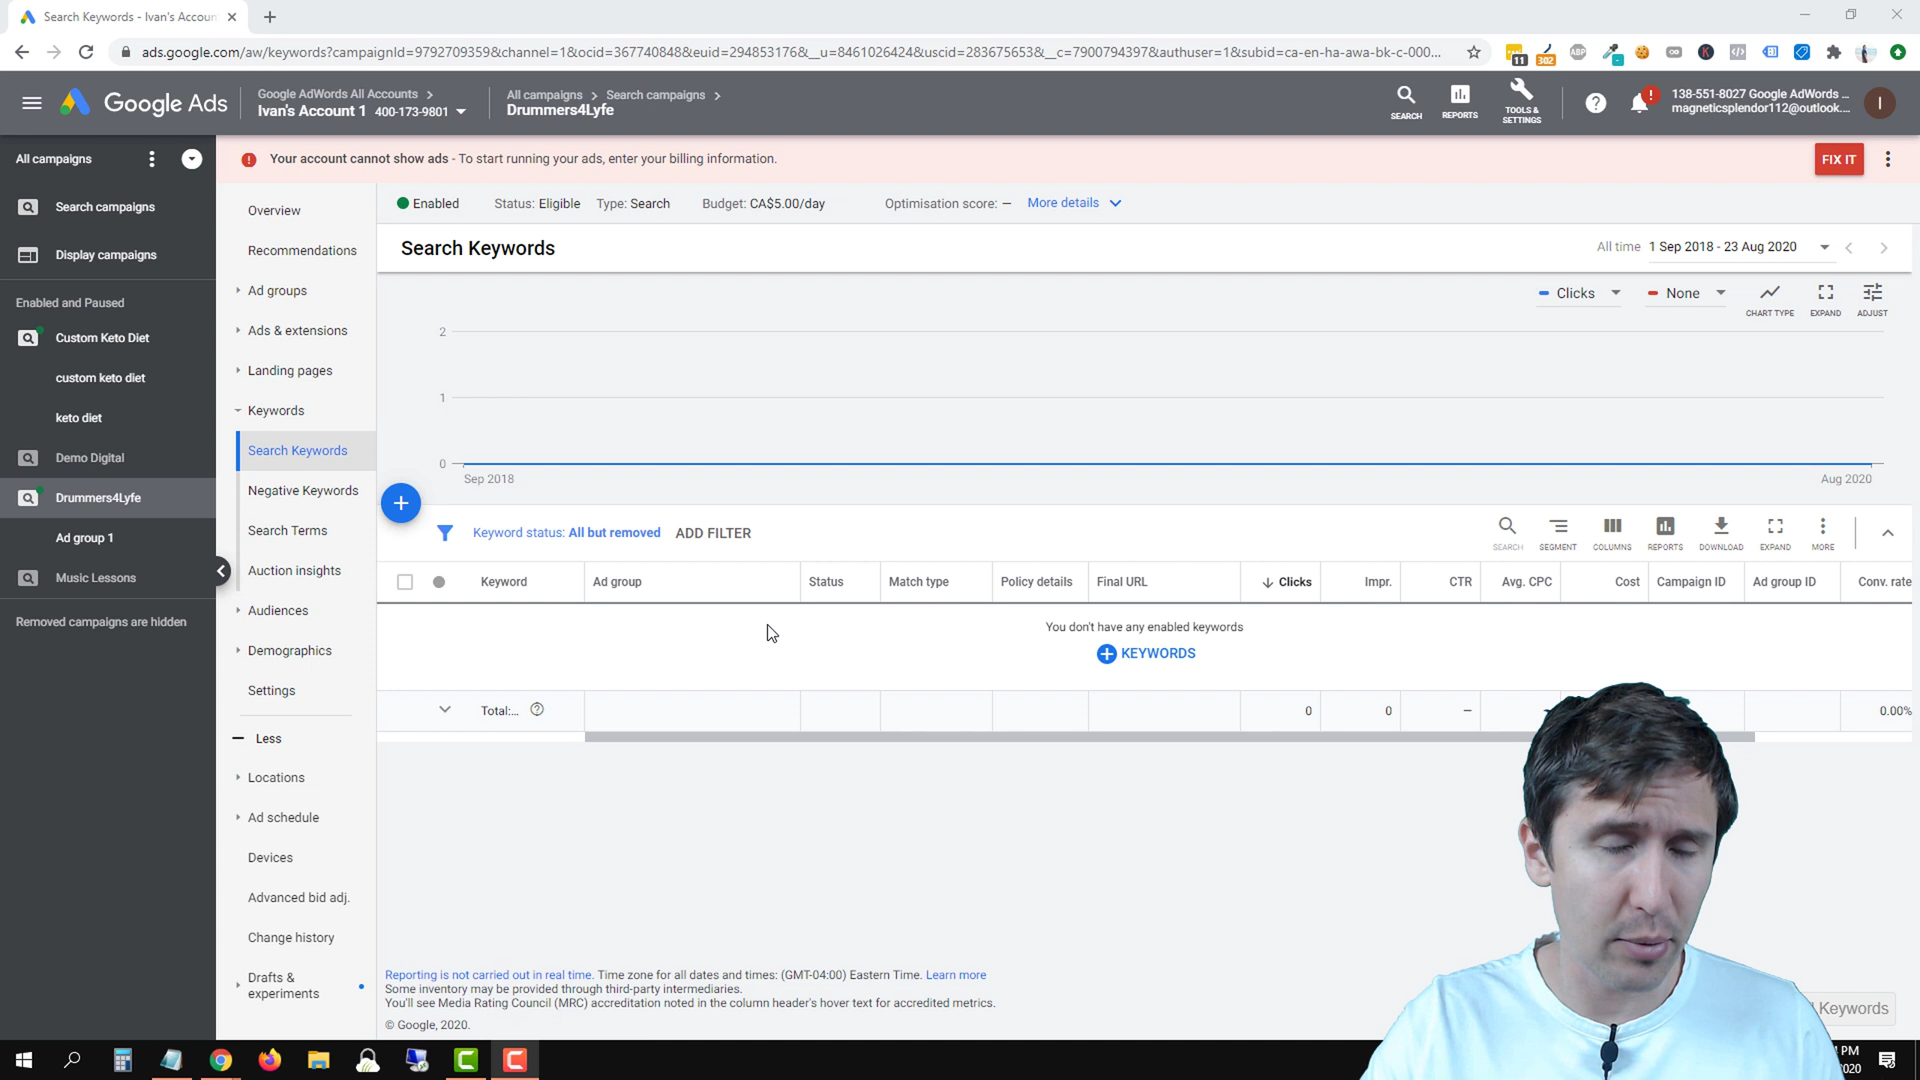 Search Keywords - Ivan's Accoun
ads.google.com/aw/keywords?campaignId=9792709359&channel=1&ocid=367740848&euid=294853176&__u=8461026424&uscid=283675653&__c=7900794397&authuser=1&subid=ca-en-ha-awa-bk-c-000...
11
302
ABP
Google Ads
Google AdWords All Accounts
Ivan's Account 1 400-173-9801
All campaigns
Search campaigns
Drummers4Lyfe
SEARCH
REPORTS
TOOLS & SETTINGS
138-551-8027 Google AdWords ...
magneticsplendor112@outlook...
I
All campaigns
Your account cannot show ads - To start running your ads, enter your billing information.
FIX IT
Search campaigns
Display campaigns
Enabled and Paused
Custom Keto Diet
custom keto diet
keto diet
Demo Digital
Drummers4Lyfe
Ad group 1
Music Lessons
Removed campaigns are hidden
Overview
Recommendations
Ad groups
Ads & extensions
Landing pages
Keywords
Search Keywords
Negative Keywords
Search Terms
Auction insights
Audiences
Demographics
Settings
Less
Locations
Ad schedule
Devices
Advanced bid adj.
Change history
Drafts &
experiments
Enabled Status: Eligible Type: Search Budget: CA$5.00/day Optimisation score: – More details
Search Keywords
All time 1 Sep 2018 - 23 Aug 2020
Clicks
None
CHART TYPE
EXPAND
ADJUST
2
1
0
Sep 2018
Aug 2020
Keyword status: All but removed ADD FILTER
SEARCH
SEGMENT
COLUMNS
REPORTS
DOWNLOAD
EXPAND
MORE
Keyword Ad group Status Match type Policy details Final URL Clicks Impr. CTR Avg. CPC Cost Campaign ID Ad group ID Conv. rate
You don't have any enabled keywords
KEYWORDS
Total:... 0 0 – – 0.00%
Reporting is not carried out in real time. Time zone for all dates and times: (GMT-04:00) Eastern Time. Learn more
Some inventory may be provided through third-party intermediaries.
You'll see Media Rating Council (MRC) accreditation noted in the column header's hover text for accredited metrics.
© Google, 2020.
Keywords
PM
2020